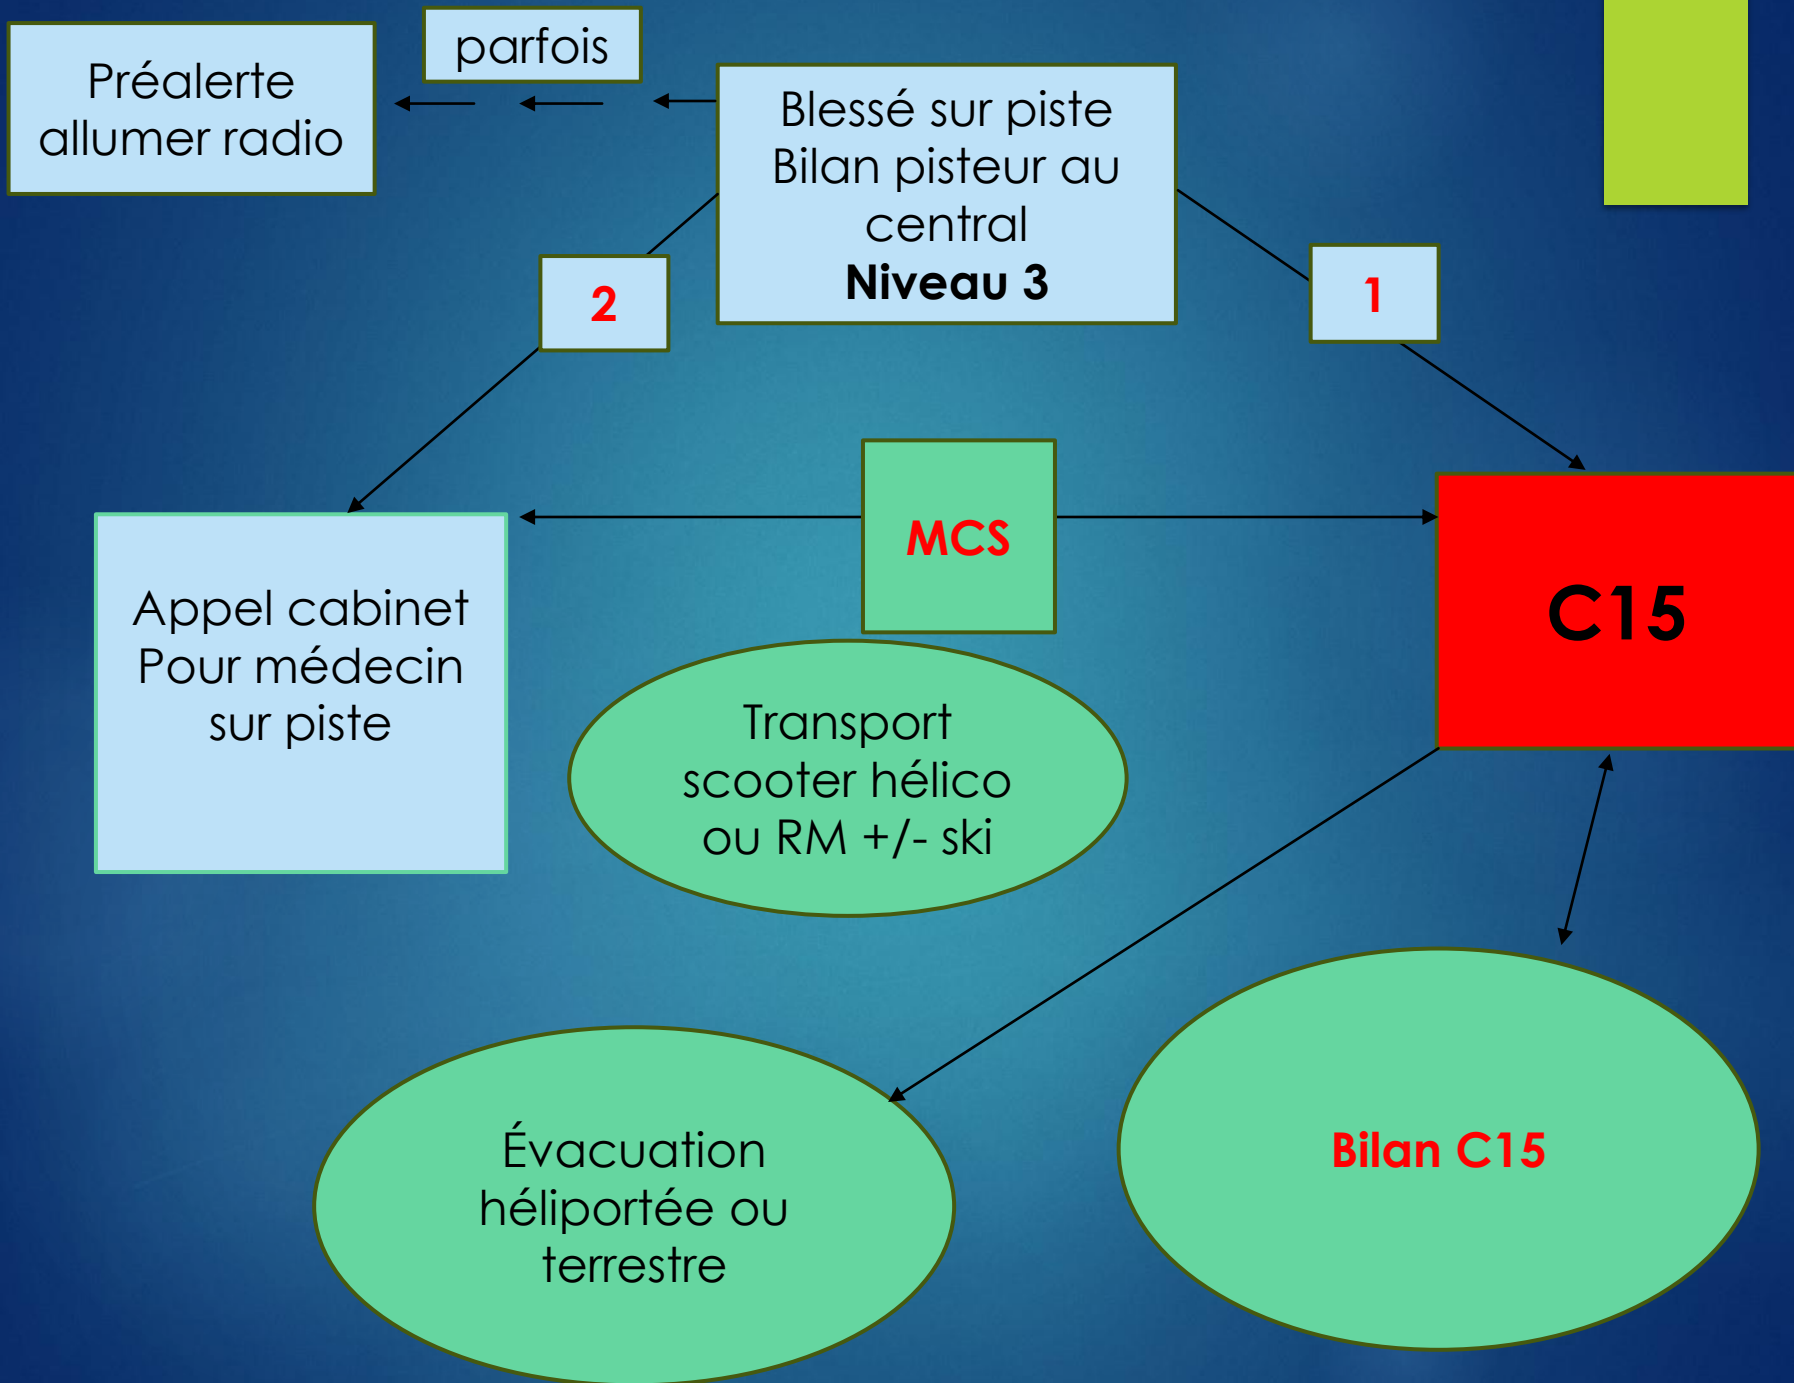 parfois
Préalerte
allumer radio
Blessé sur piste
Bilan pisteur au
central
Niveau 3
2
1
MCS
Appel cabinet
Pour médecin
sur piste
C15
Transport
scooter hélico
ou RM +/- ski
Évacuation
héliportée ou
terrestre
Bilan C15